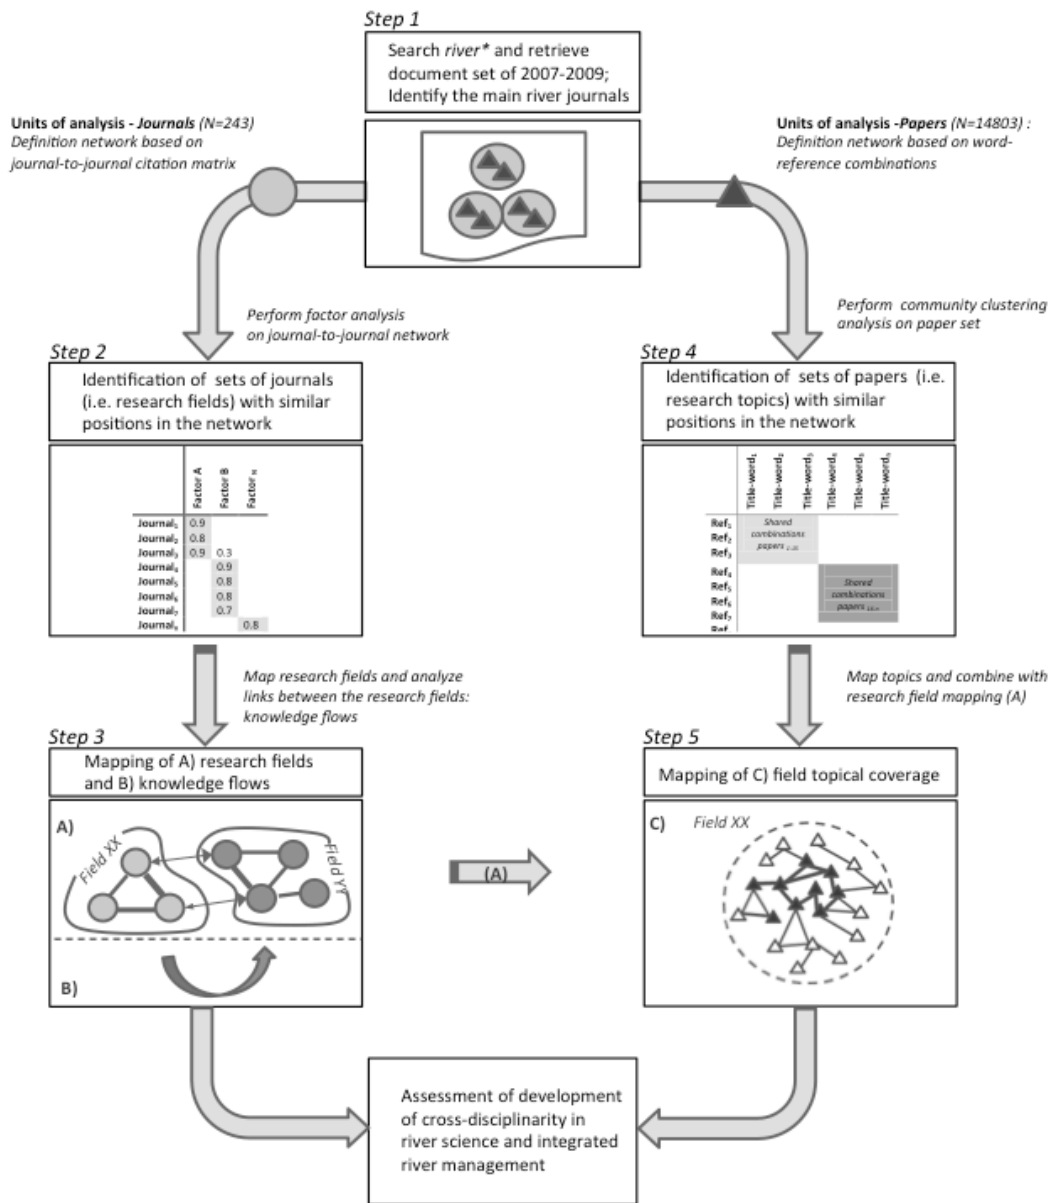 Step 1
Search river* and retrieve
document set of 2007-2009;
Identify the main river journals
Units of analysis - Journals (N=243)
Definition network based on
journal-to-journal citation matrix
Units of analysis -Papers (N=14803) :
Definition network based on word-
reference combinations
Perform factor analysis
on journal-to-journal network
Perform community clustering
analysis on paper set
Step 2
Identification of sets of journals
(i.e. research fields) with similar
positions in the network
Factor A
Factor B
Factor N
Journal1 0.9
Journal2 0.8
Journal3 0.9 0.3
Journal4 0.9
Journal5 0.8
Journal6 0.8
Journal7 0.7
Journal 0.8
Step 4
Identification of sets of papers (i.e.
research topics) with similar
positions in the network
Title-word1
Title-word2
Title-word3
Title-word4
Title-word5
Title-word
Ref1
Ref2
Ref3
Ref4
Ref5
Ref6
Ref7
Ref
Shared
combinations
papers
Shared
combinations
papers
Map research fields and analyze
links between the research fields:
knowledge flows
Map topics and combine with
research field mapping (A)
Step 3
Mapping of A) research fields
and B) knowledge flows
A)
Field XX
Field YY
B)
(A)
Step 5
Mapping of C) field topical coverage
C)
Field XX
Assessment of development
of cross-disciplinarity in
river science and integrated
river management